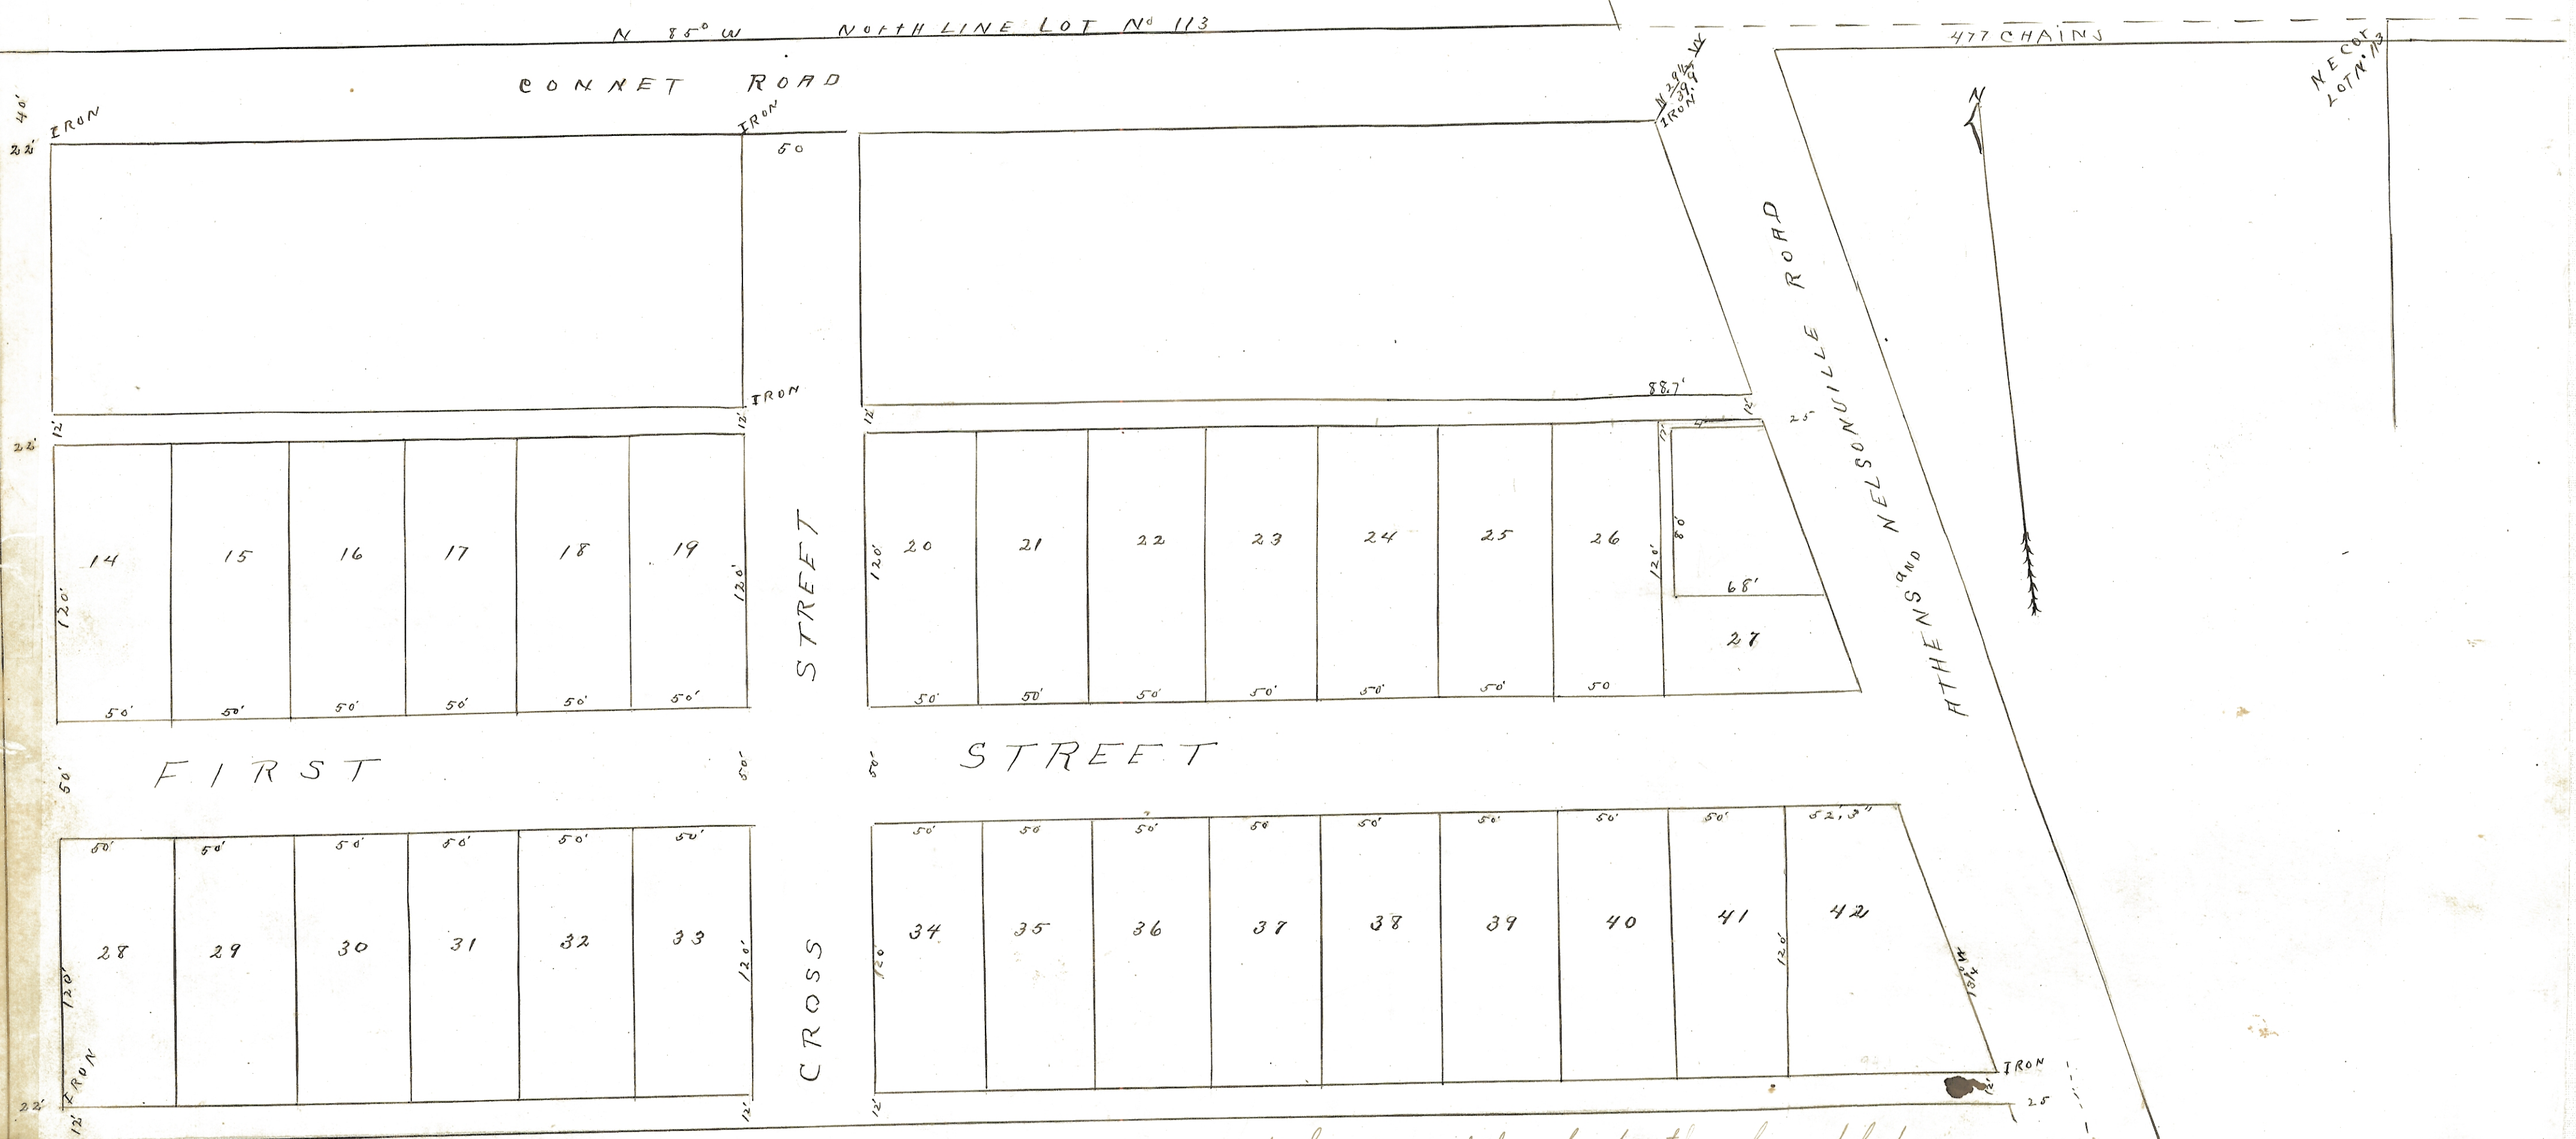 N 85° W NORTH LINE LOT No 113
477 CHAINS
N E COR
LOT No 113
CONNET ROAD
40'
IRON
IRON
IRON
22'
50
N
88.7'
IRON
12'
12'
12'
12'
25
22'
12'
14 15 16 17 18 19
20 21 22 23 24 25 26
80'
68'
27
120'
120'
120'
120'
50' 50' 50' 50' 50' 50'
50' 50' 50' 50' 50' 50' 50
ATHENS and NELSONVILLE ROAD
FIRST STREET
50'
50'
50'
CROSS STREET
50' 50' 50' 50' 50' 50'
50' 50 50' 50 50' 50' 50' 50' 52.3"
28 29 30 31 32 33
34 35 36 37 38 39 40 41 42
120'
120'
120'
120'
IRON
IRON
22'
12'
12'
12'
12'
25